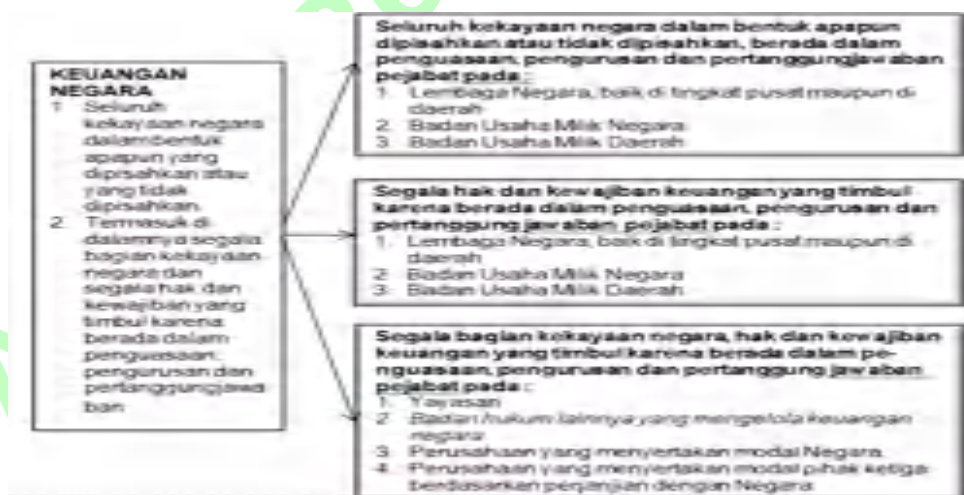 KEUANGAN
NEGARA
1 Seluruh
kekayaan negara
dalam bentuk
apapun yang
dipisahkan atau
yang tidak
dipisahkan
2. Termasuk di
dalamnya segala
bagian kekayaan
negara dan
segala hak dan
kewajiban yang
timbul karena
berada dalam
penguasaan,
pengurusan dan
pertanggungjawa
ban
Seluruh kekayaan negara dalam bentuk apapun
dipisahkan atau tidak dipisahkan, berada dalam
penguasaan, pengurusan dan pertanggungjawaban
pejabat pada :
1. Lembaga Negara, baik di tingkat pusat maupun di
daerah
2. Badan Usaha Milik Negara
3. Badan Usaha Milik Daerah
Segala hak dan kewajiban keuangan yang timbul
karena berada dalam penguasaan, pengurusan dan
pertanggung jawaban pejabat pada :
1. Lembaga Negara, baik di tingkat pusat maupun di
daerah
2 Badan Usaha Milik Negara
3 Badan Usaha Milik Daerah
Segala bagian kekayaan negara, hak dan kewajiban
keuangan yang timbul karena berada dalam pe-
nguasaan, pengurusan dan pertanggung jawaban
pejabat pada :
1. Yayasan
2 Badan hukum lainnya yang mengelola keuangan
negara
3. Perusahaan yang menyertakan modal Negara
4. Perusahaan yang menyertakan modal pihak ketiga
berdasarkan perjanjian dengan Negara